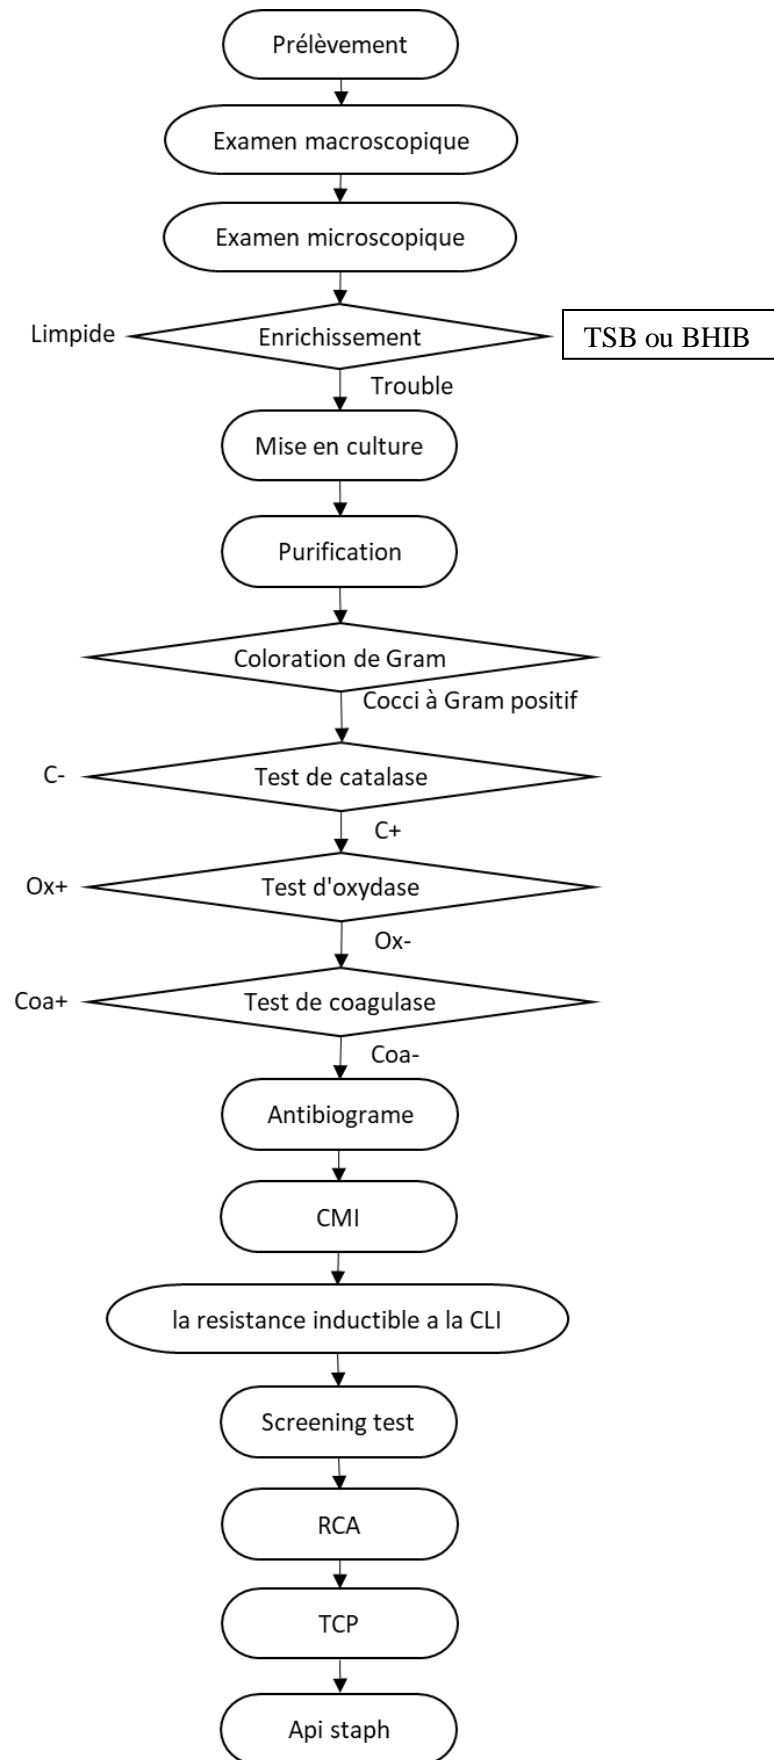 Prélèvement
Examen macroscopique
Examen microscopique
Limpide
Enrichissement
TSB ou BHIB
Trouble
Mise en culture
Purification
Coloration de Gram
Cocci à Gram positif
C-
Test de catalase
C+
Ox+
Test d'oxydase
Ox-
Coa+
Test de coagulase
Coa-
Antibiograme
CMI
la resistance inductible a la CLI
Screening test
RCA
TCP
Api staph